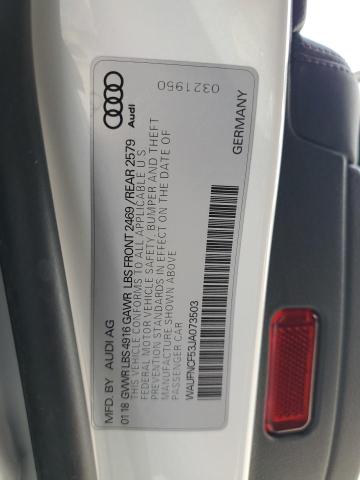 Audi
0321950
GERMANY
MFD. BY AUDI AG
01 18 GVWR LBS 4916 GAWR LBS FRONT 2469 /REAR 2579
THIS VEHICLE CONFORMS TO ALL APPLICABLE U S
FEDERAL MOTOR VEHICLE SAFETY, BUMPER AND THEFT
PREVENTION STANDARDS IN EFFECT ON THE DATE OF
MANUFACTURE SHOWN ABOVE
PASSENGER CAR
WAUFNCF53JA073503